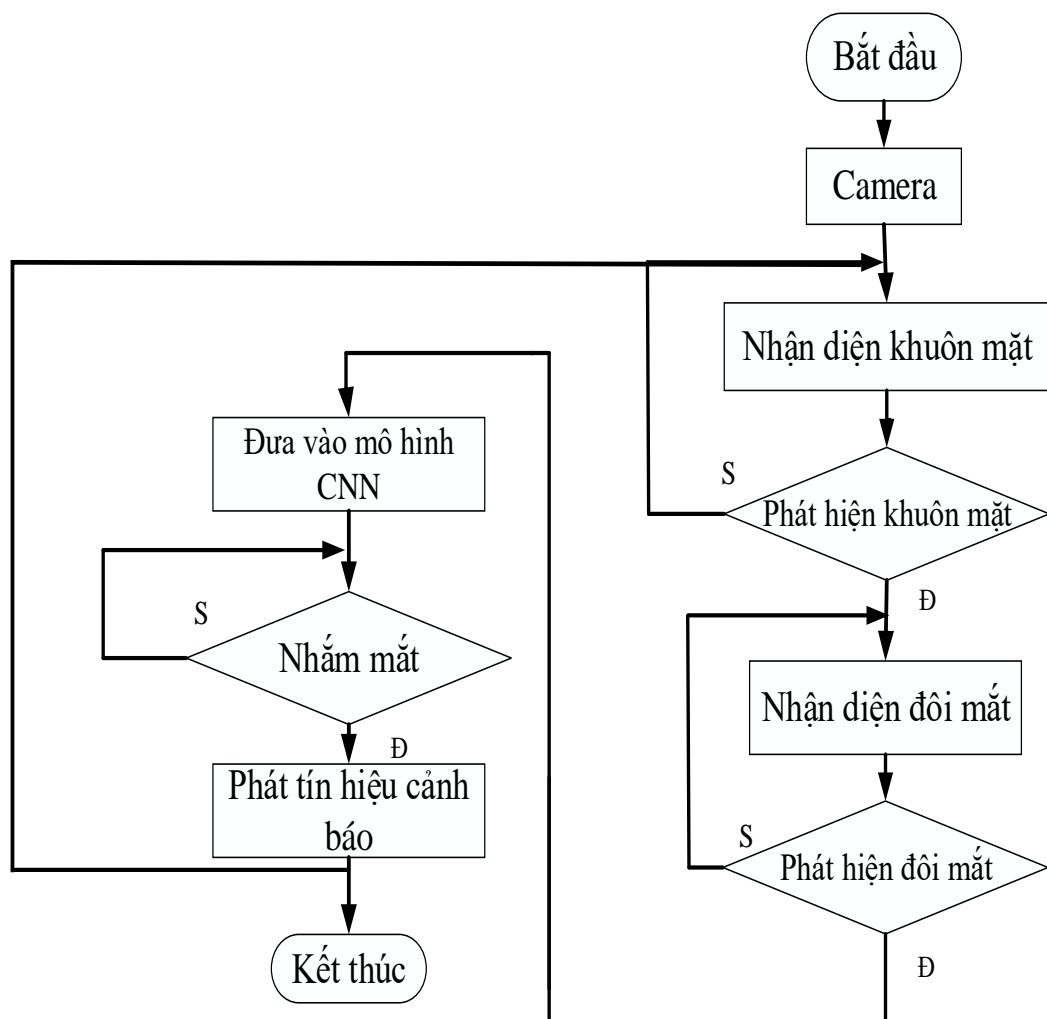 Bắt đầu
Camera
Nhận diện khuôn mặt
S
Phát hiện khuôn mặt
Đ
Nhận diện đôi mắt
S
Phát hiện đôi mắt
Đ
Đưa vào mô hình
CNN
S
Nhắm mắt
Đ
Phát tín hiệu cảnh
báo
Kết thúc